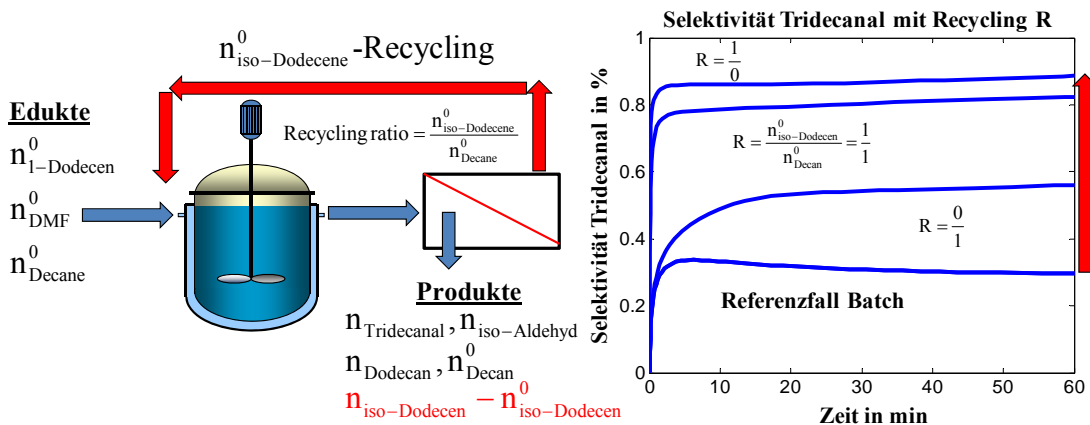 n⁰iso−Dodecene -Recycling
Edukte
n⁰1−Dodecen
n⁰DMF
n⁰Decane
Recycling ratio = n⁰iso−Dodecene / n⁰Decane
Produkte
nTridecanal , niso−Aldehyd
nDodecan , n⁰Decan
niso−Dodecen − n⁰iso−Dodecen
Selektivität Tridecanal mit Recycling R
Selektivität Tridecanal in %
1
0.8
0.6
0.4
0.2
0
R = 1/0
R = n⁰iso−Dodecen / n⁰Decan = 1/1
R = 0/1
Referenzfall Batch
0 10 20 30 40 50 60
Zeit in min